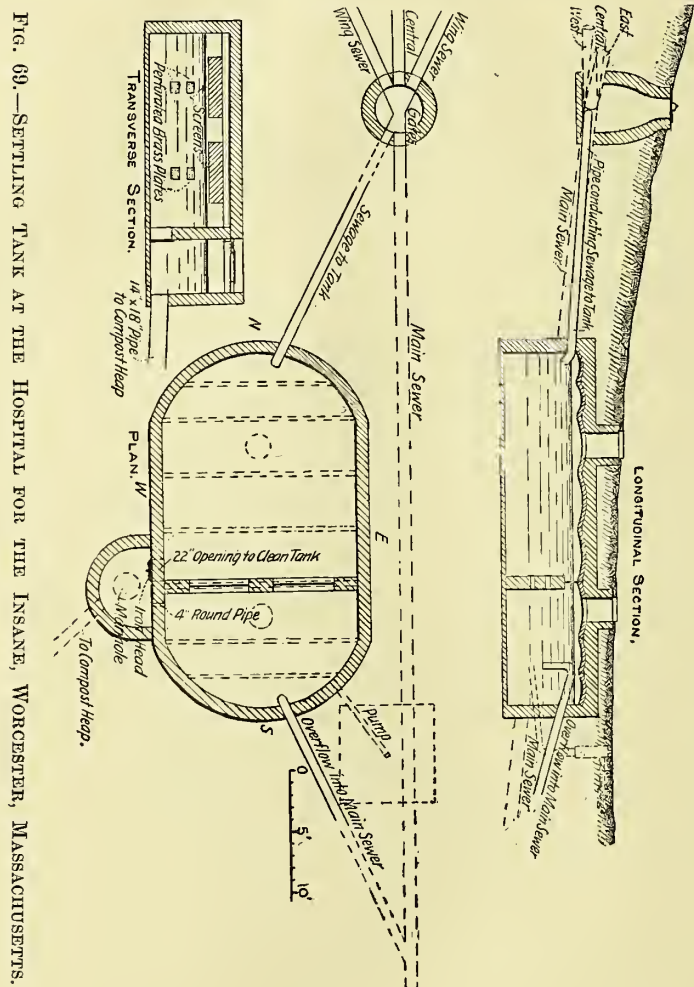 LONGITUDINAL SECTION,
East
Central
West
Pipe conducting Sewage to Tank
Main Sewer
Overflow into Main Sewer
Main Sewer
Wing Sewer
Central
Wing Sewer
Gates
Sewage to Tank
Main Sewer
N
E
S
PLAN. W
22" Opening to Clean Tank
4" Round Pipe
Iron Head
Manhole
To Compost Heap.
Pump
Overflow into Main Sewer
0 5' 10'
Screens
Perforated Brass Plates
TRANSVERSE SECTION.
14" x 18" Pipe
to Compost Heap
FIG. 69.—SETTLING TANK AT THE HOSPITAL FOR THE INSANE, WORCESTER, MASSACHUSETTS.